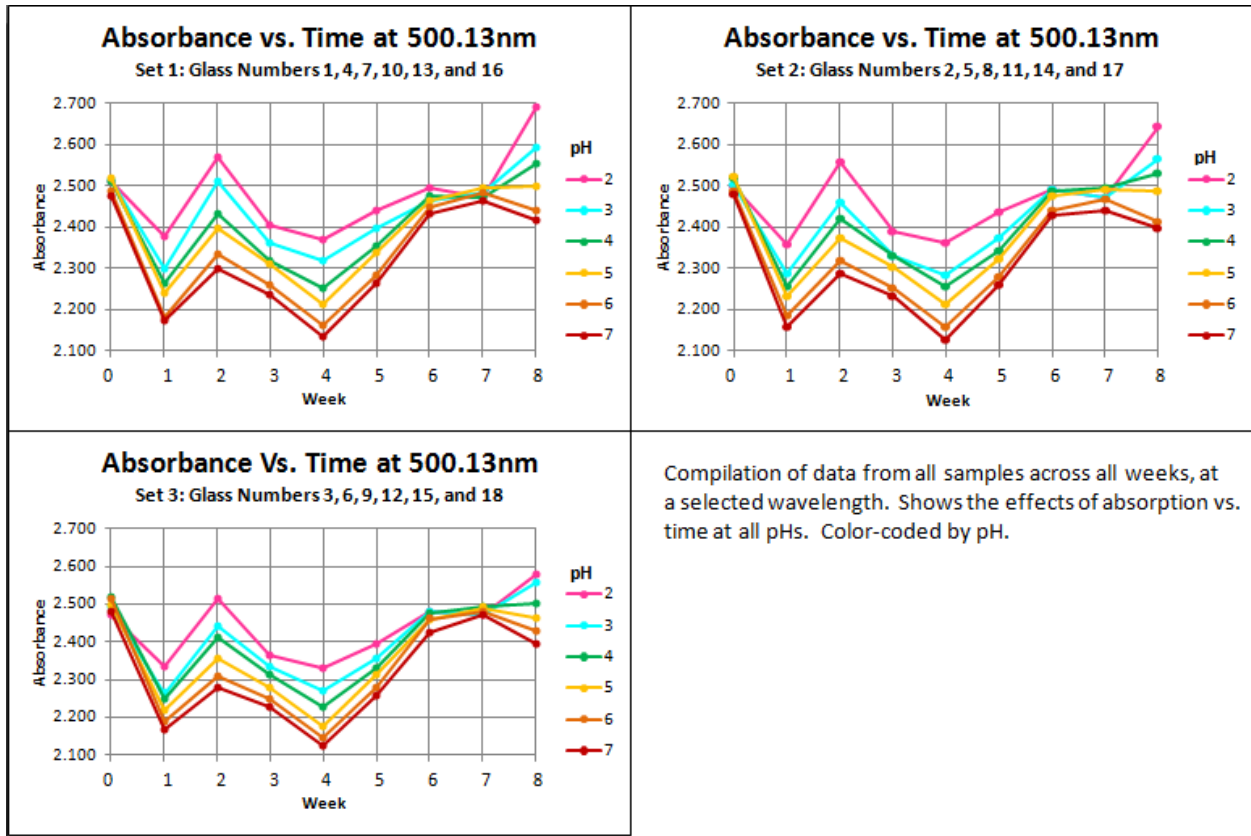 Absorbance vs. Time at 500.13nm
Set 1: Glass Numbers 1, 4, 7, 10, 13, and 16
2.700
2.600
2.500
2.400
2.300
2.200
2.100
Absorbance
0 1 2 3 4 5 6 7 8
Week
pH
2
3
4
5
6
7
Absorbance vs. Time at 500.13nm
Set 2: Glass Numbers 2, 5, 8, 11, 14, and 17
2.700
2.600
2.500
2.400
2.300
2.200
2.100
Absorbance
0 1 2 3 4 5 6 7 8
Week
pH
2
3
4
5
6
7
Absorbance Vs. Time at 500.13nm
Set 3: Glass Numbers 3, 6, 9, 12, 15, and 18
2.700
2.600
2.500
2.400
2.300
2.200
2.100
Absorbance
0 1 2 3 4 5 6 7 8
Week
pH
2
3
4
5
6
7
Compilation of data from all samples across all weeks, at
a selected wavelength. Shows the effects of absorption vs.
time at all pHs. Color-coded by pH.